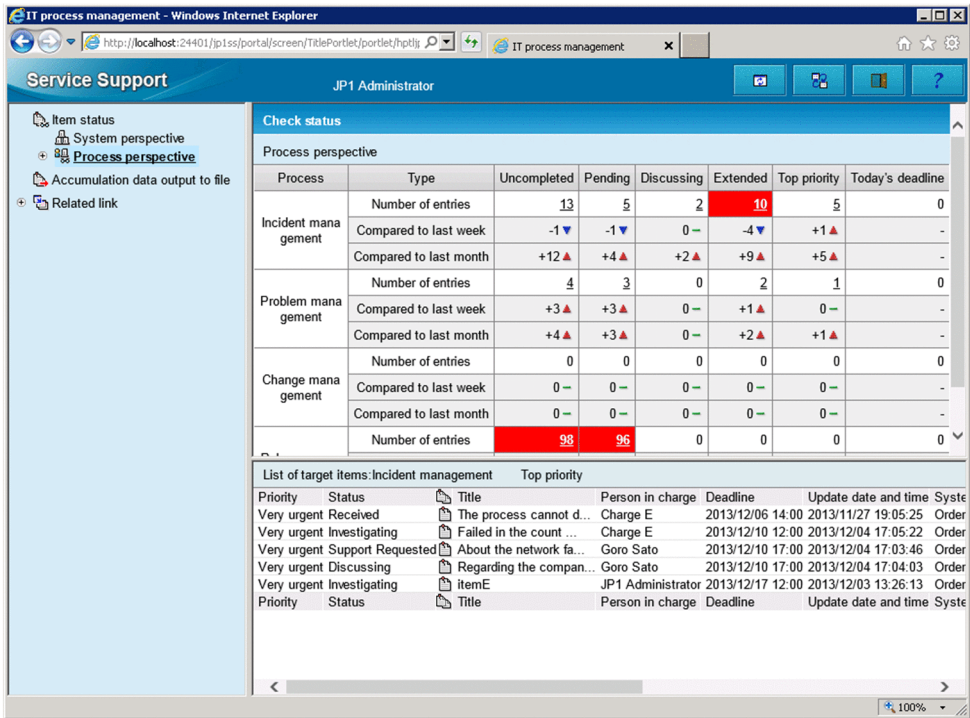 IT process management - Windows Internet Explorer
http://localhost:24401/jp1ss/portal/screen/TitlePortlet/portlet/hptl
IT process management
Service Support
JP1 Administrator
?
Item status
System perspective
Process perspective
Accumulation data output to file
Related link
Check status
Process perspective
Process Type Uncompleted Pending Discussing Extended Top priority Today's deadline
Incident mana
gement
Number of entries 13 5 2 10 5 0
Compared to last week -1▼ -1▼ 0− -4▼ +1▲ -
Compared to last month +12▲ +4▲ +2▲ +9▲ +5▲ -
Problem mana
gement
Number of entries 4 3 0 2 1 0
Compared to last week +3▲ +3▲ 0− +1▲ 0− -
Compared to last month +4▲ +3▲ 0− +2▲ +1▲ -
Change mana
gement
Number of entries 0 0 0 0 0 0
Compared to last week 0− 0− 0− 0− 0− -
Compared to last month 0− 0− 0− 0− 0− -
Number of entries 98 96 0 0 0 0
List of target items:Incident management Top priority
Priority Status Title Person in charge Deadline Update date and time Syste
Very urgent Received The process cannot d... Charge E 2013/12/06 14:00 2013/11/27 19:05:25 Order
Very urgent Investigating Failed in the count ... Charge E 2013/12/10 12:00 2013/12/04 17:05:22 Order
Very urgent Support Requested About the network fa... Goro Sato 2013/12/10 17:00 2013/12/04 17:03:46 Order
Very urgent Discussing Regarding the compan... Goro Sato 2013/12/10 17:00 2013/12/04 17:04:03 Order
Very urgent Investigating itemE JP1 Administrator 2013/12/17 12:00 2013/12/03 13:26:13 Order
Priority Status Title Person in charge Deadline Update date and time Syste
100%